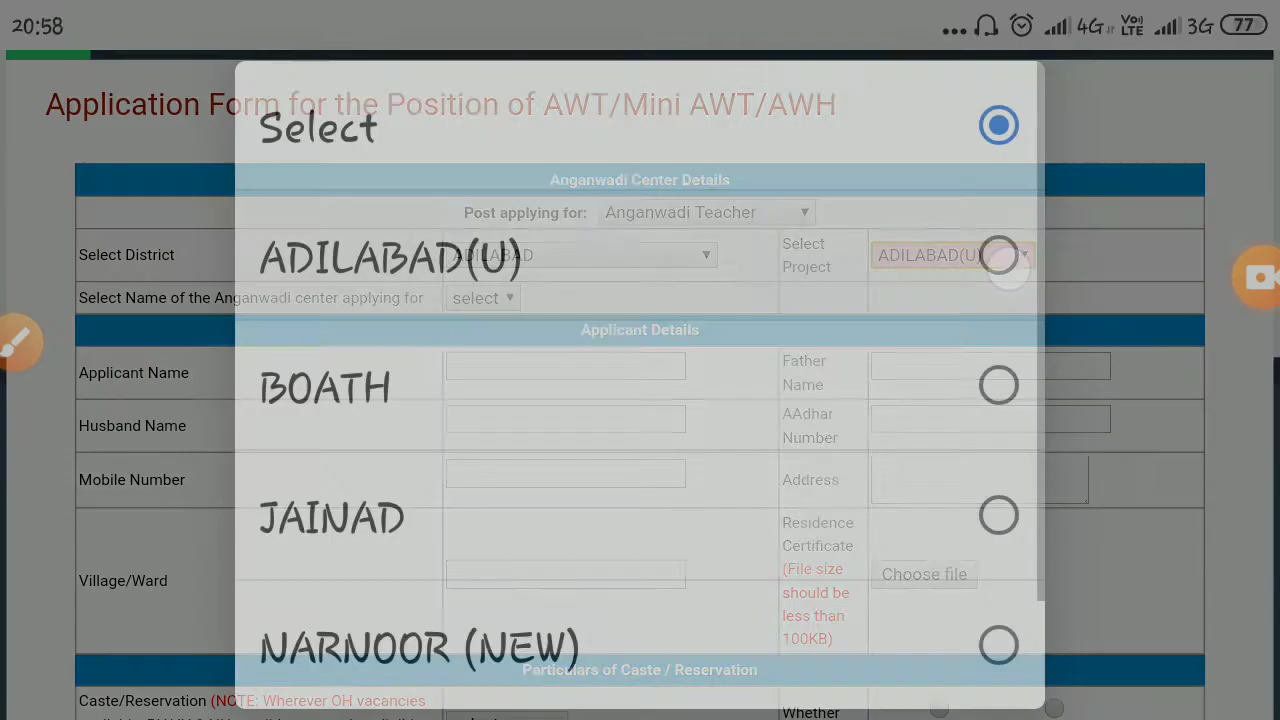 20:58
4G
Vo))
LTE
3G
77
Application Form for the Position of AWT/Mini AWT/AWH
Select
Anganwadi Center Details
Post applying for:
Anganwadi Teacher
Select District
ADILABAD
Select
Project
ADILABAD(U)
ADILABAD(U)
Select Name of the Anganwadi center applying for
select
Applicant Details
Applicant Name
Father
Name
BOATH
Husband Name
AAdhar
Number
Mobile Number
Address
JAINAD
Village/Ward
Residence
Certificate
(File size
should be
less than
100KB)
Choose file
NARNOOR (NEW)
Particulars of Caste / Reservation
Caste/Reservation (NOTE: Wherever OH vacancies
Whether